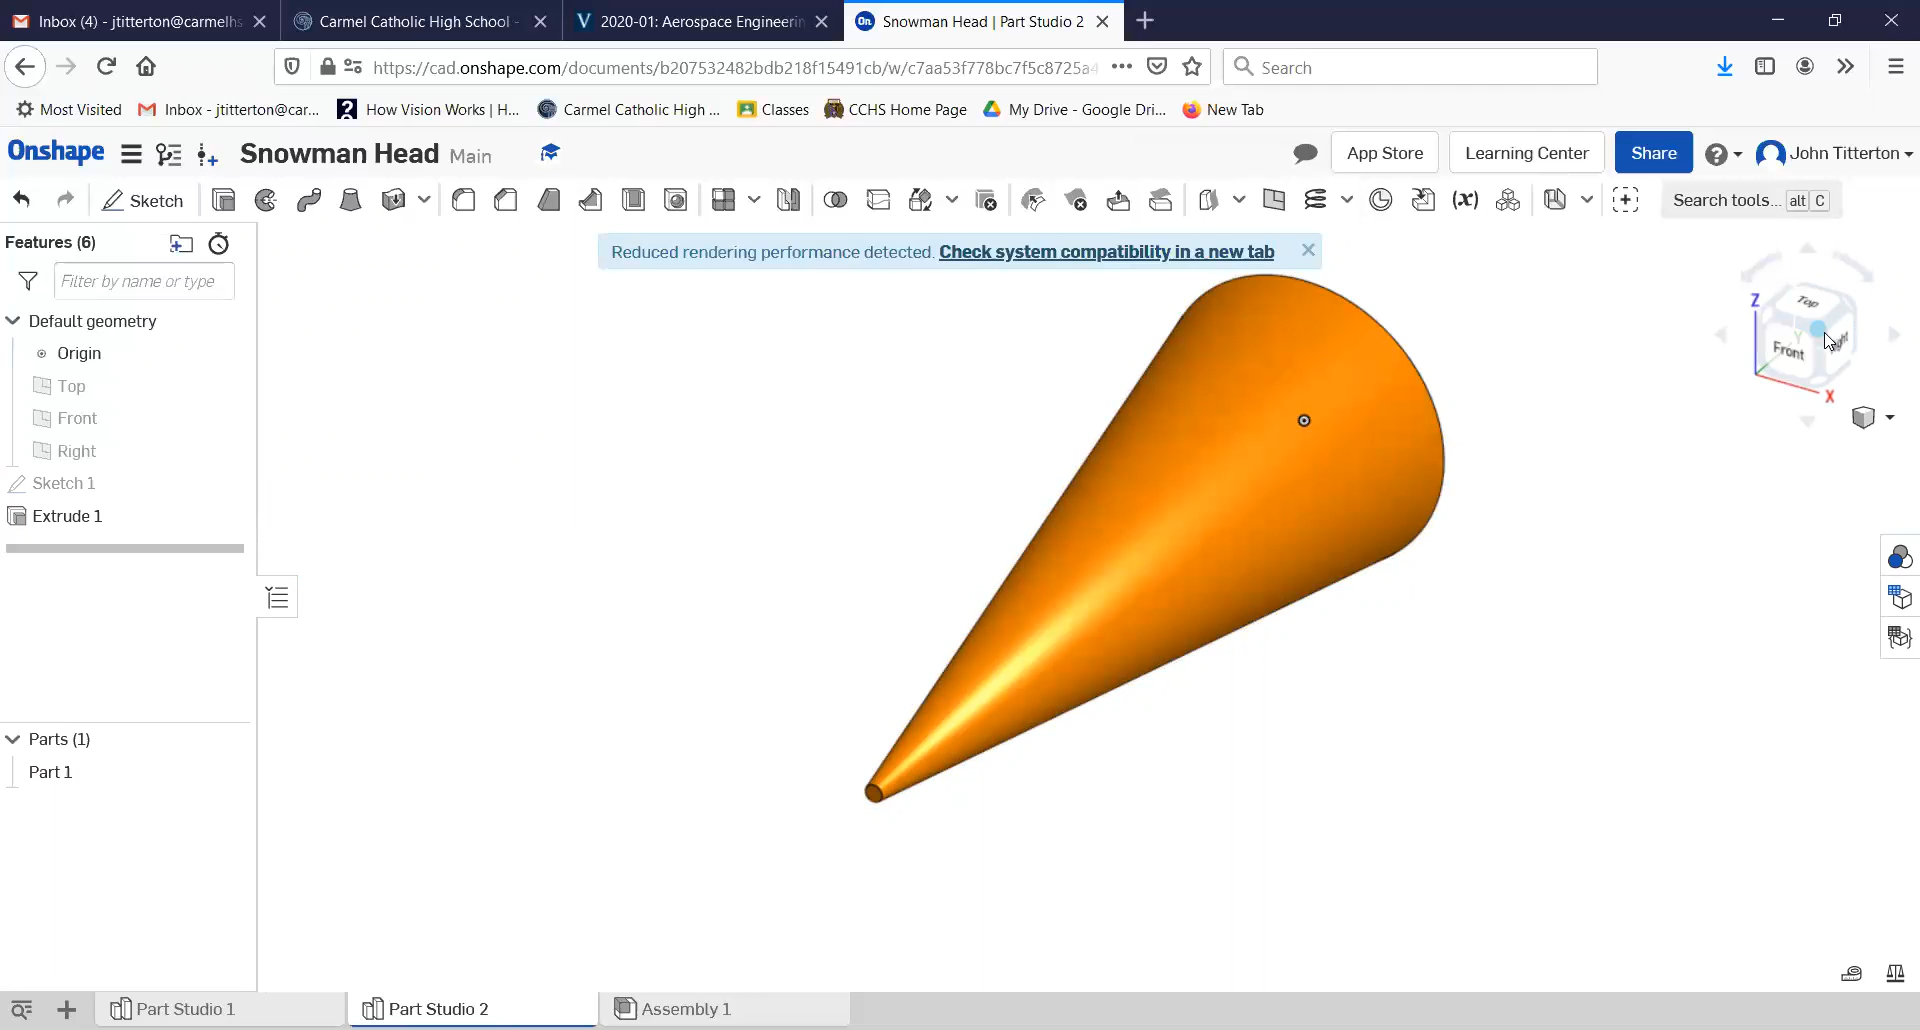 Inbox (4) - jtitterton@carmelhs
Carmel Catholic High School -
2020-01: Aerospace Engineerin
Snowman Head | Part Studio 2
https://cad.onshape.com/documents/b207532482bdb218f15491cb/w/c7aa53f778bc7f5c8725a4
Search
Most Visited
Inbox - jtitterton@car...
How Vision Works | H...
Carmel Catholic High ...
Classes
CCHS Home Page
My Drive - Google Dri...
New Tab
Onshape
Snowman Head Main
App Store
Learning Center
Share
John Titterton
Sketch
(x)
Search tools... alt C
Features (6)
Reduced rendering performance detected. Check system compatibility in a new tab
Filter by name or type
Default geometry
Origin
Top
Front
Right
Sketch 1
Extrude 1
Z
Top
Y
Front
X
Parts (1)
Part 1
Part Studio 1
Part Studio 2
Assembly 1